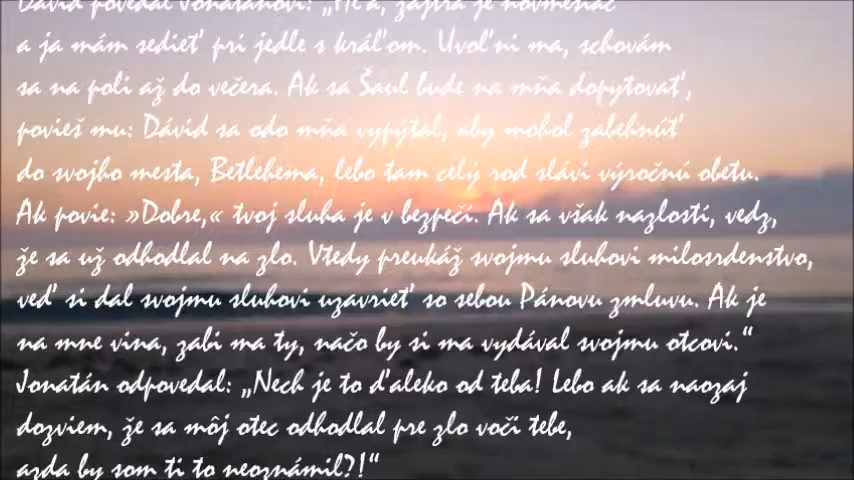 Dávid povedal Jonatánovi: „Hľa, zajtra je novmesiac
a ja mám sedieť pri jedle s kráľom. Uvoľni ma, schovám
sa na poli až do večera. Ak sa Šaul bude na mňa dopytovať,
povieš mu: Dávid sa odo mňa vypýtal, aby mohol zabehnúť
do svojho mesta, Betlehema, lebo tam celý rod slávi výročnú obetu.
Ak povie: »Dobre,« tvoj sluha je v bezpečí. Ak sa však nazlostí, vedz,
že sa už odhodlal na zlo. Vtedy preukáž svojmu sluhovi milosrdenstvo,
veď si dal svojmu sluhovi uzavrieť so sebou Pánovu zmluvu. Ak je
na mne vina, zabi ma ty, načo by si ma vydával svojmu otcovi.“
Jonatán odpovedal: „Nech je to ďaleko od teba! Lebo ak sa naozaj
dozviem, že sa môj otec odhodlal pre zlo voči tebe,
azda by som ti to neoznámil?!“